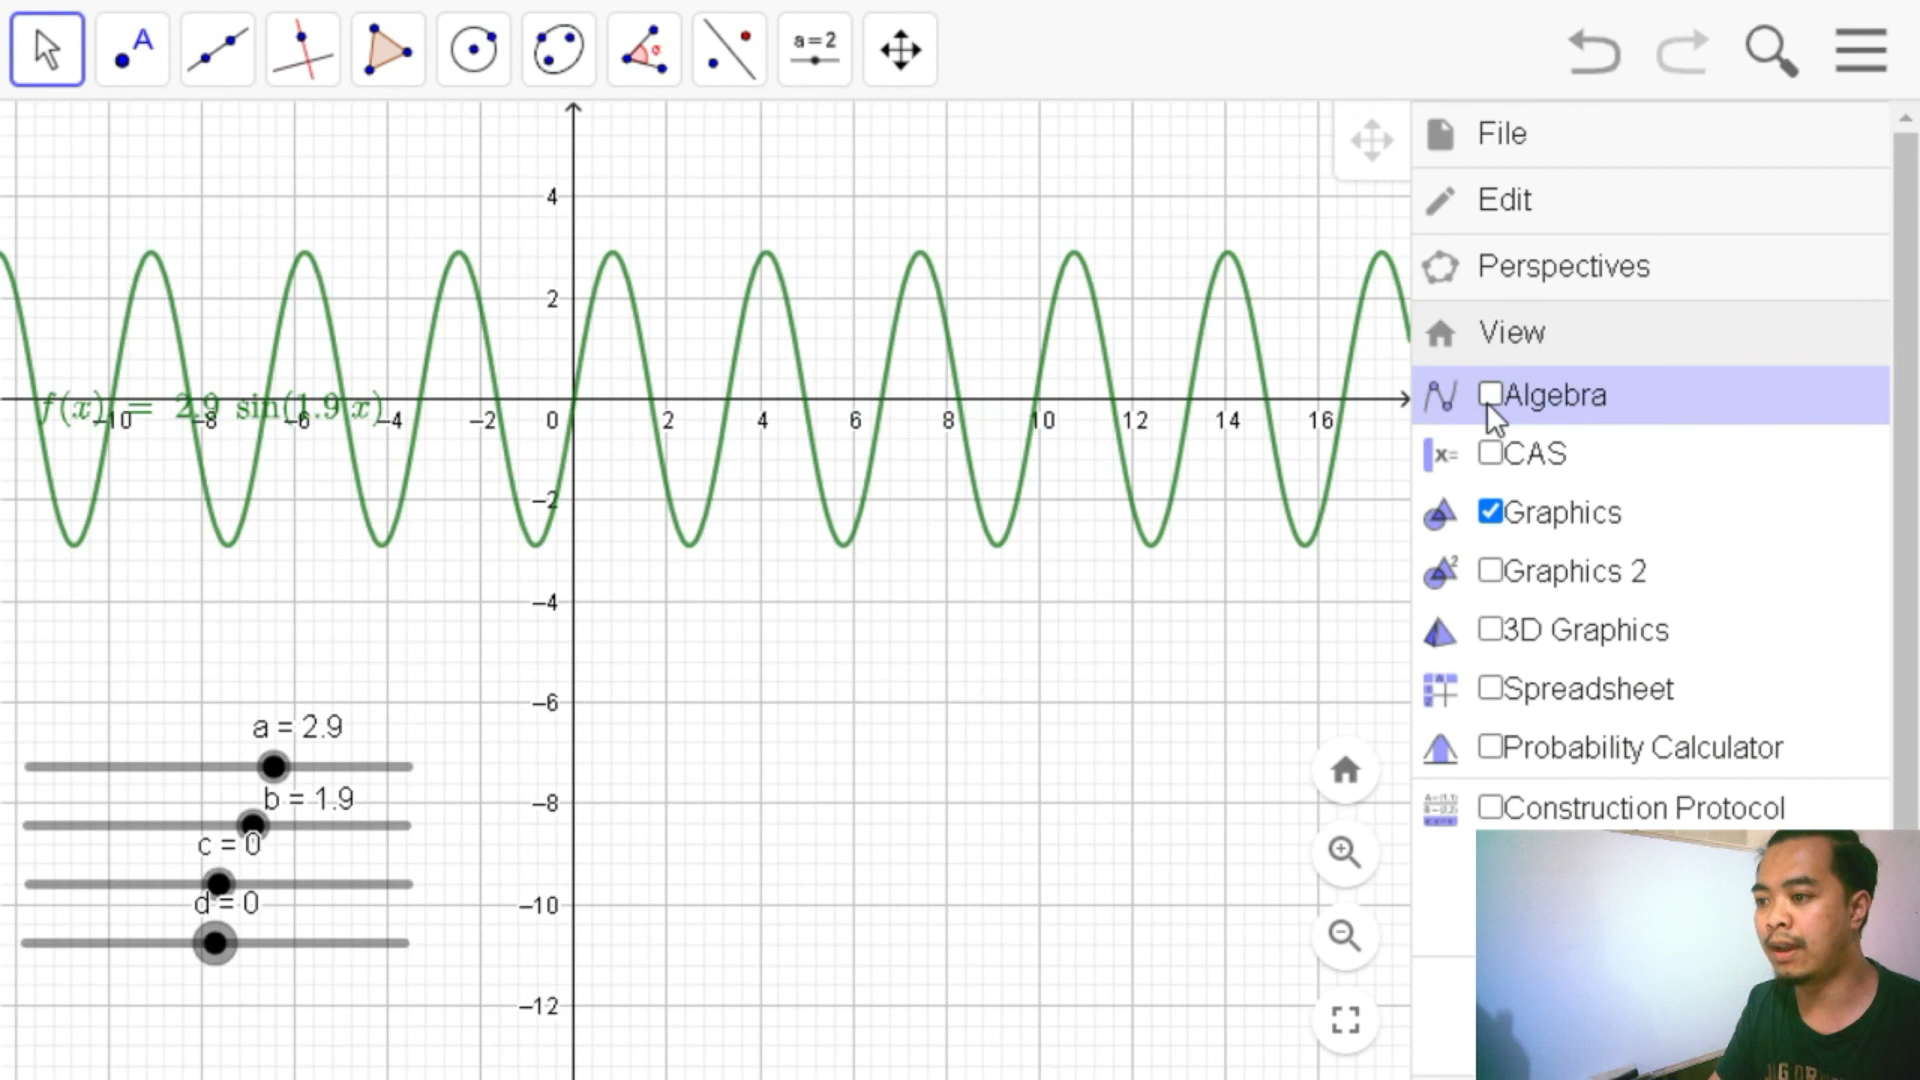 A
a=2
File
Edit
Perspectives
View
Algebra
x= CAS
Graphics
2 Graphics 2
3D Graphics
Spreadsheet
Probability Calculator
Construction Protocol
4
2
f(x) = 2.9 sin(1.9 x)
–10 –8 –6 –4 –2 0 2 4 6 8 10 12 14 16
–2
–4
–6
–8
–10
–12
a = 2.9
b = 1.9
c = 0
d = 0